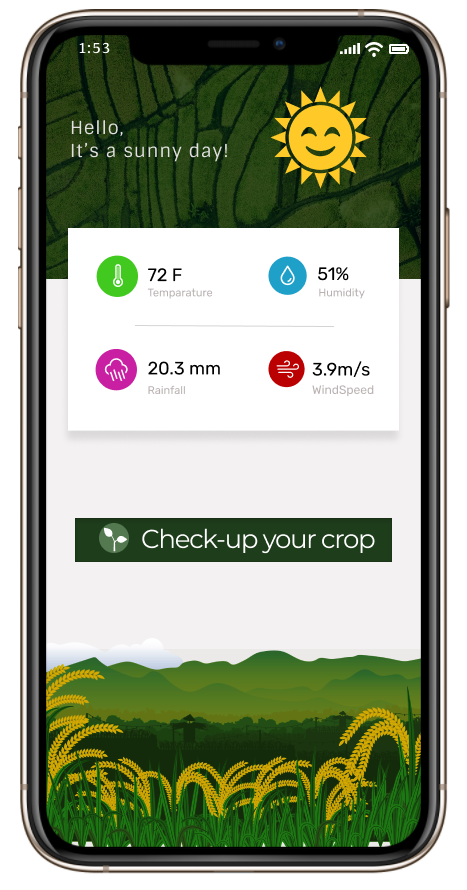 1:53
Hello,
It's a sunny day!
72 F
Temparature
51%
Humidity
20.3 mm
Rainfall
3.9m/s
WindSpeed
Check-up your crop